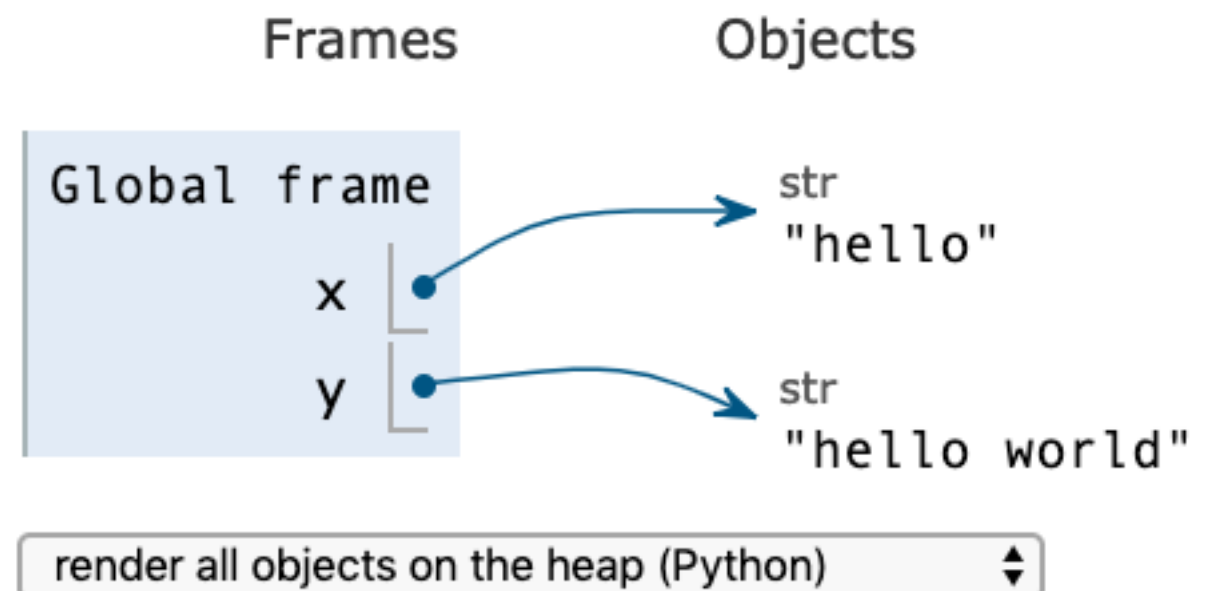 Frames Objects
Global frame
str
"hello"
x
str
y
"hello world"
render all objects on the heap (Python)